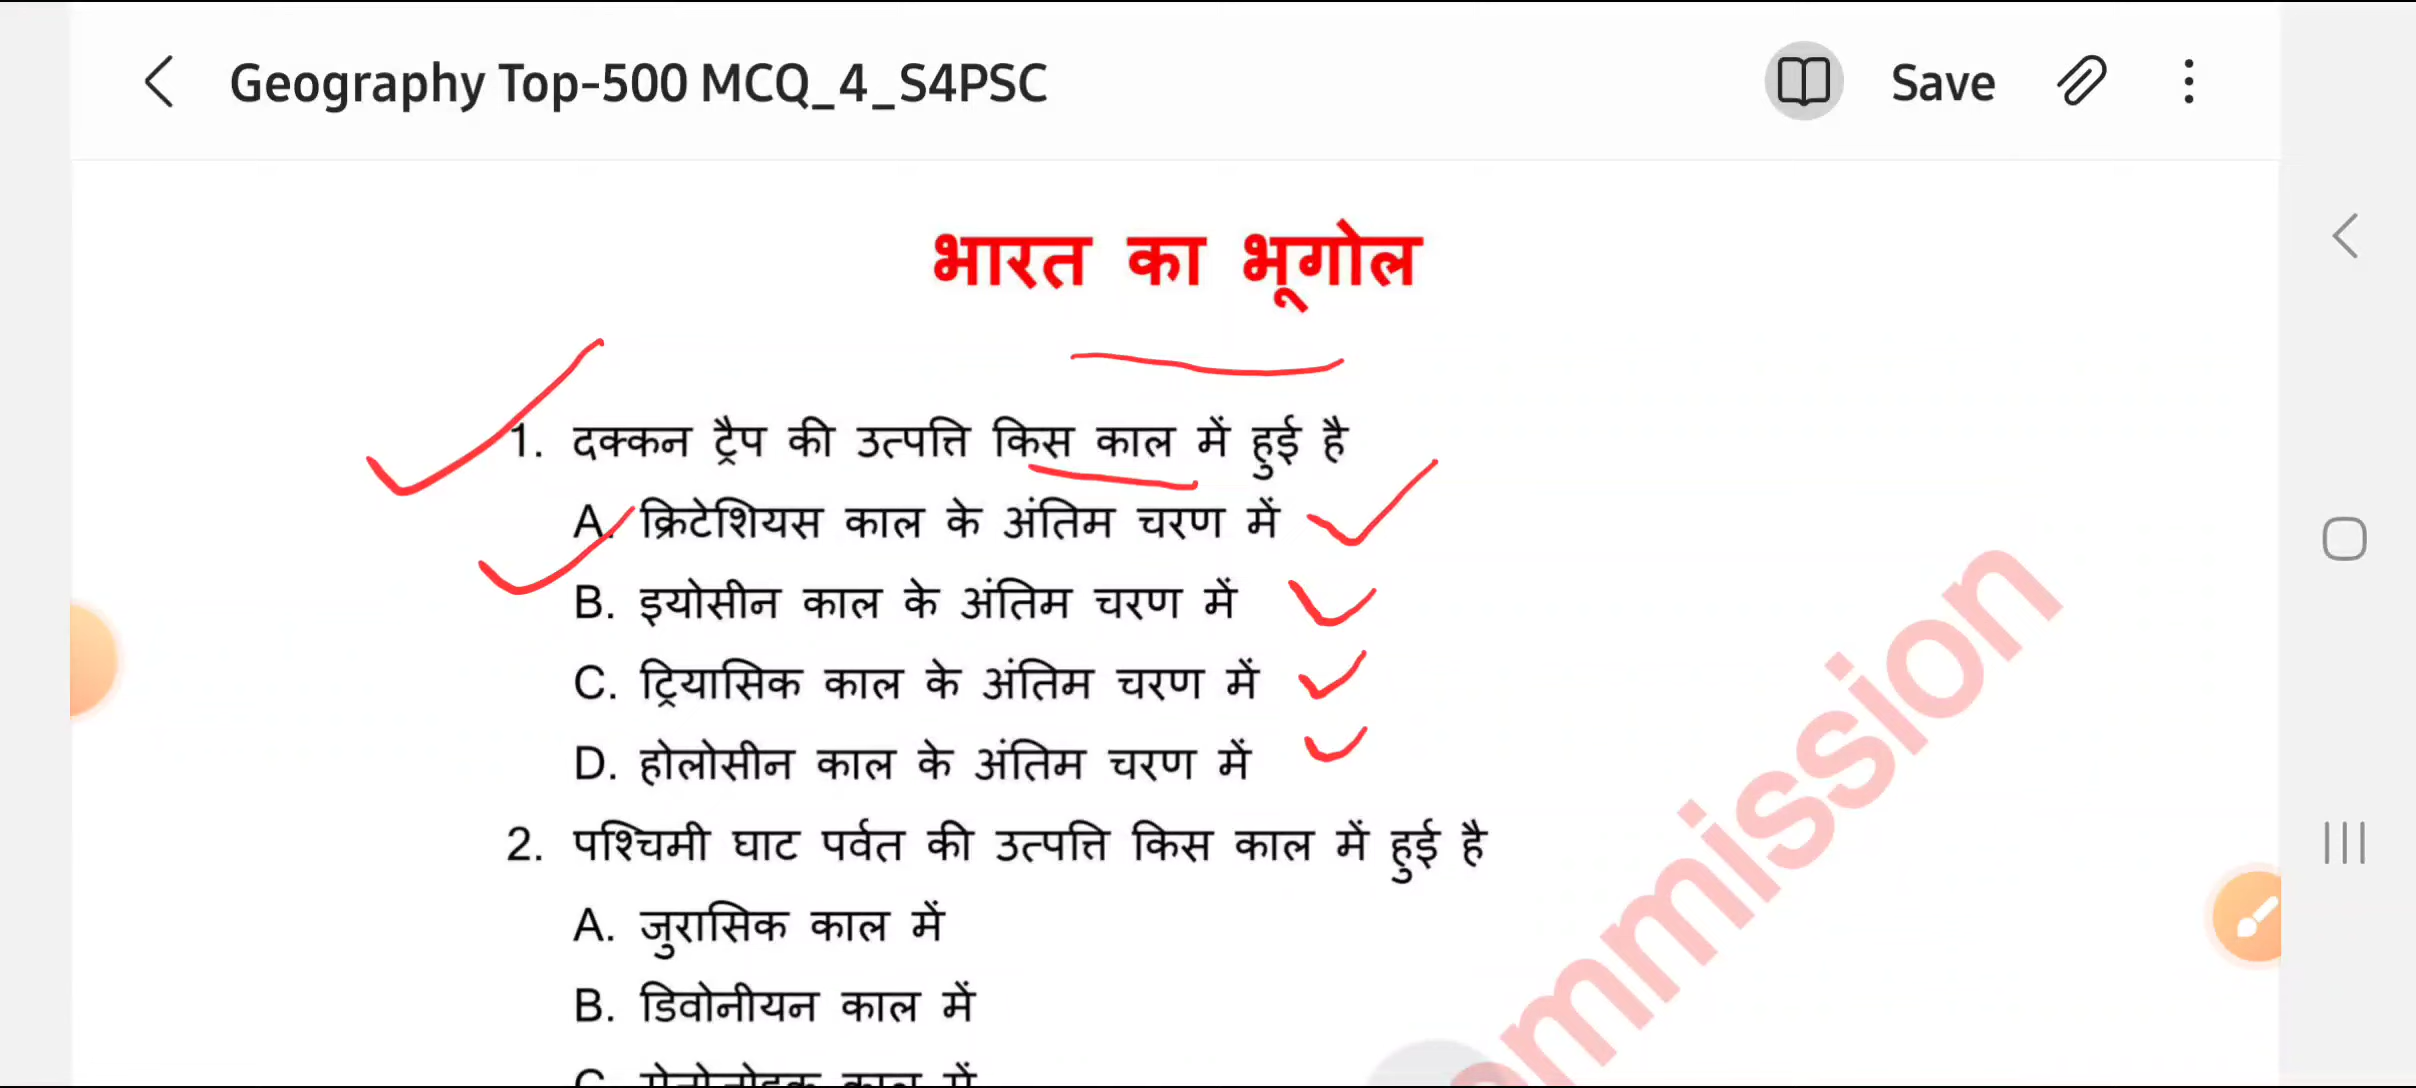 Geography Top-500 MCQ_4_S4PSC
Save
भारत का भूगोल
1. दक्कन ट्रैप की उत्पत्ति किस काल में हुई है
A. क्रिटेशियस काल के अंतिम चरण में
B. इयोसीन काल के अंतिम चरण में
C. ट्रियासिक काल के अंतिम चरण में
D. होलोसीन काल के अंतिम चरण में
2. पश्चिमी घाट पर्वत की उत्पत्ति किस काल में हुई है
A. जुरासिक काल में
B. डिवोनीयन काल में
mmission